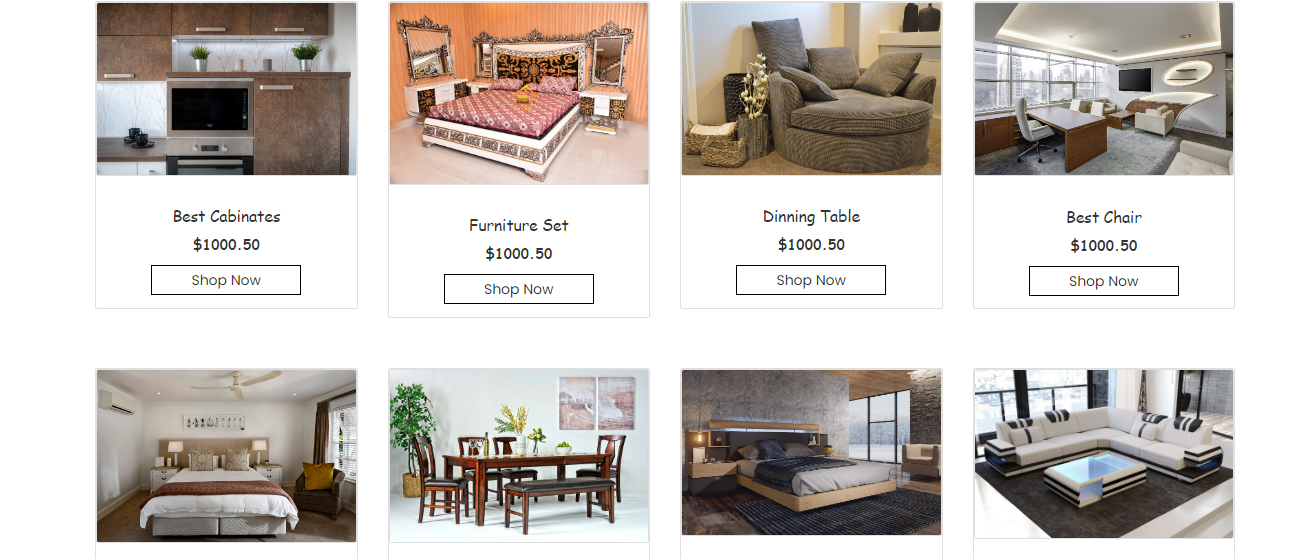 Best Cabinates
$1000.50
Shop Now
Furniture Set
$1000.50
Shop Now
Dinning Table
$1000.50
Shop Now
Best Chair
$1000.50
Shop Now